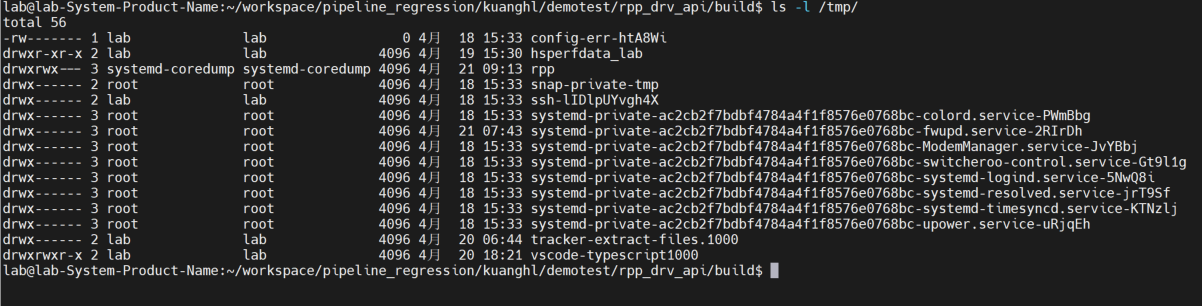 lab@lab-System-Product-Name:~/workspace/pipeline_regression/kuanghl/demotest/rpp_drv_api/build$ ls -l /tmp/
total 56
-rw------- 1 lab lab 0 4月 18 15:33 config-err-htA8Wi
drwxr-xr-x 2 lab lab 4096 4月 19 15:30 hsperfdata_lab
drwxrwx--- 3 systemd-coredump systemd-coredump 4096 4月 21 09:13 rpp
drwx------ 2 root root 4096 4月 18 15:33 snap-private-tmp
drwx------ 2 lab lab 4096 4月 18 15:33 ssh-lIDlpUYvgh4X
drwx------ 3 root root 4096 4月 18 15:33 systemd-private-ac2cb2f7bdbf4784a4f1f8576e0768bc-colord.service-PWmBbg
drwx------ 3 root root 4096 4月 21 07:43 systemd-private-ac2cb2f7bdbf4784a4f1f8576e0768bc-fwupd.service-2RIrDh
drwx------ 3 root root 4096 4月 18 15:33 systemd-private-ac2cb2f7bdbf4784a4f1f8576e0768bc-ModemManager.service-JvYBbj
drwx------ 3 root root 4096 4月 18 15:33 systemd-private-ac2cb2f7bdbf4784a4f1f8576e0768bc-switcheroo-control.service-Gt9l1g
drwx------ 3 root root 4096 4月 18 15:33 systemd-private-ac2cb2f7bdbf4784a4f1f8576e0768bc-systemd-logind.service-5NwQ8i
drwx------ 3 root root 4096 4月 18 15:33 systemd-private-ac2cb2f7bdbf4784a4f1f8576e0768bc-systemd-resolved.service-jrT9Sf
drwx------ 3 root root 4096 4月 18 15:33 systemd-private-ac2cb2f7bdbf4784a4f1f8576e0768bc-systemd-timesyncd.service-KTNzlj
drwx------ 3 root root 4096 4月 18 15:33 systemd-private-ac2cb2f7bdbf4784a4f1f8576e0768bc-upower.service-uRjqEh
drwx------ 2 lab lab 4096 4月 20 06:44 tracker-extract-files.1000
drwxrwxr-x 2 lab lab 4096 4月 20 18:21 vscode-typescript1000
lab@lab-System-Product-Name:~/workspace/pipeline_regression/kuanghl/demotest/rpp_drv_api/build$